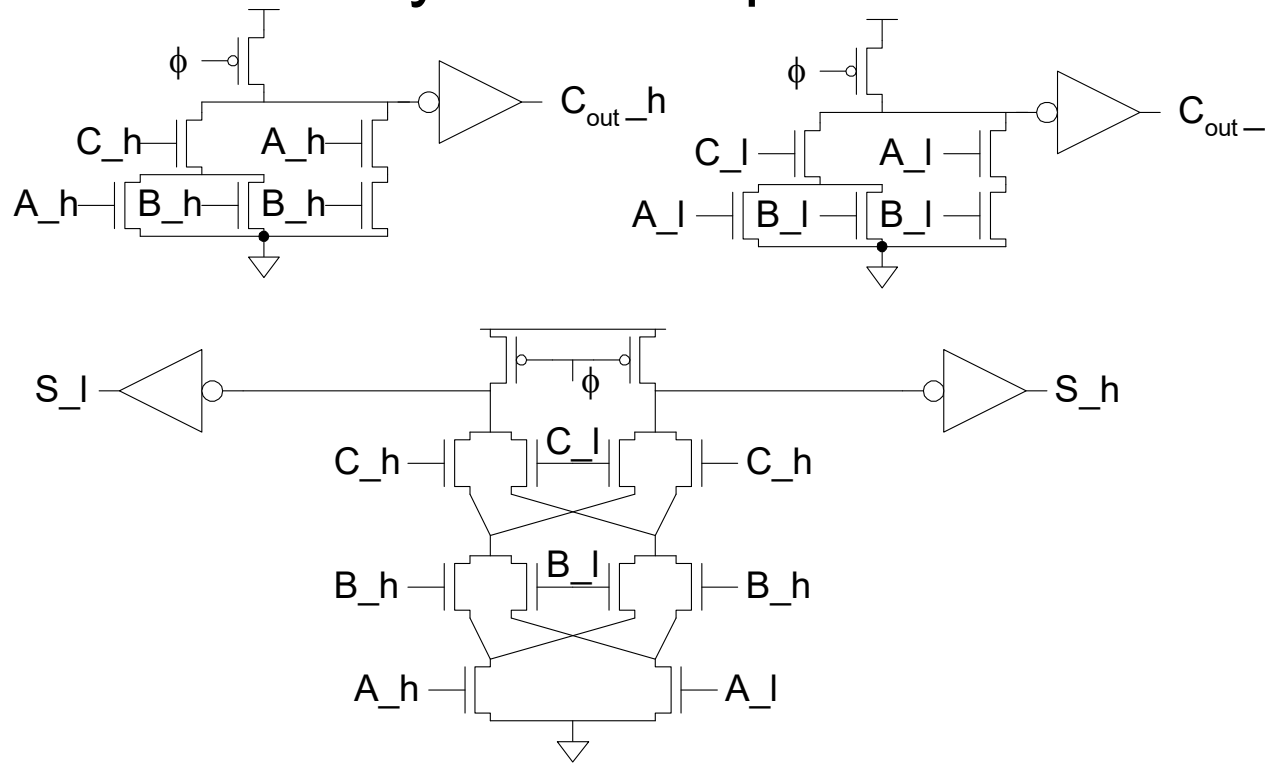 ϕ
C_h A_h
A_h B_h B_h
C_out_h
ϕ
C_l A_l
A_l B_l B_l
C_out_
ϕ
S_l
S_h
C_h C_l C_h
B_h B_l B_h
A_h A_l